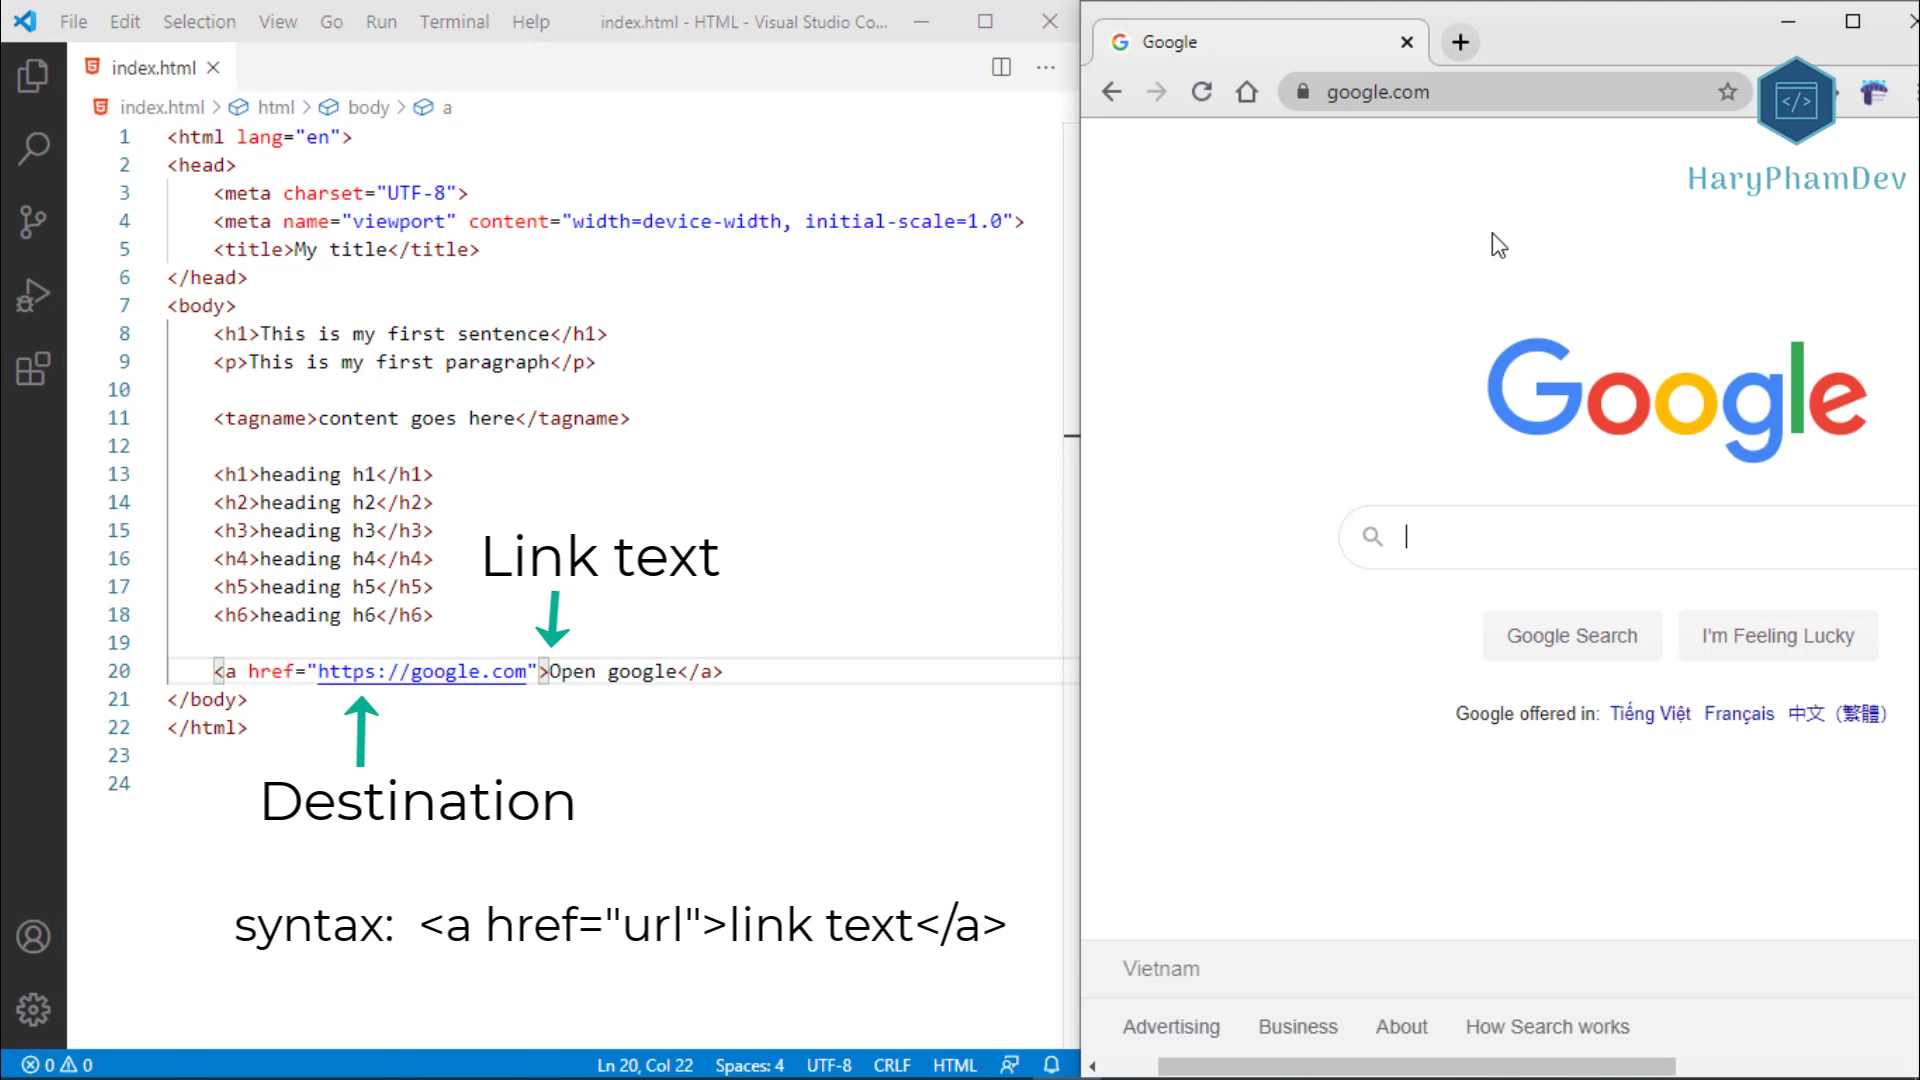 File Edit Selection View Go Run Terminal Help index.html - HTML - Visual Studio Co...
index.html
index.html > html > body > a
1 <html lang="en">
2 <head>
3 <meta charset="UTF-8">
4 <meta name="viewport" content="width=device-width, initial-scale=1.0">
5 <title>My title</title>
6 </head>
7 <body>
8 <h1>This is my first sentence</h1>
9 <p>This is my first paragraph</p>
10
11 <tagname>content goes here</tagname>
12
13 <h1>heading h1</h1>
14 <h2>heading h2</h2>
15 <h3>heading h3</h3>
16 <h4>heading h4</h4>
17 <h5>heading h5</h5>
18 <h6>heading h6</h6>
19
20 <a href="https://google.com">Open google</a>
21 </body>
22 </html>
23
24
Link text
Destination
syntax: <a href="url">link text</a>
0 0 Ln 20, Col 22 Spaces: 4 UTF-8 CRLF HTML
Google
google.com
</>
HaryPhamDev
Google
Google Search I'm Feeling Lucky
Google offered in: Tiếng Việt Français 中文 (繁體)
Vietnam
Advertising Business About How Search works